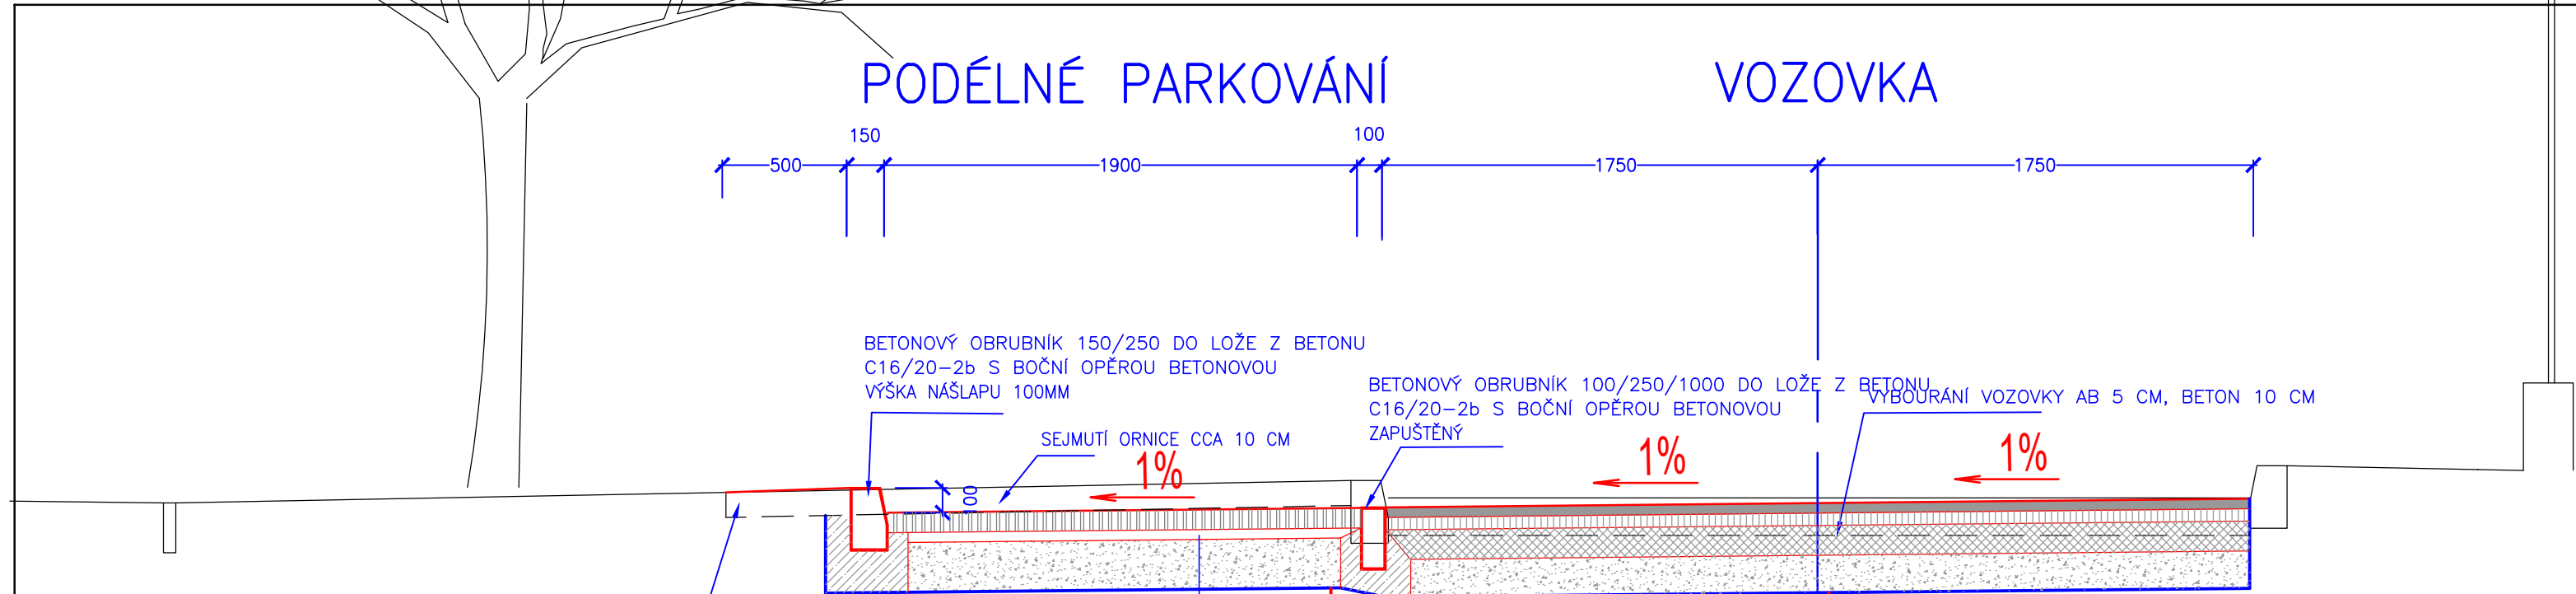 PODÉLNÉ PARKOVÁNÍ
VOZOVKA
150
100
500
1900
1750
1750
BETONOVÝ OBRUBNÍK 150/250 DO LOŽE Z BETONU
C16/20-2b S BOČNÍ OPĚROU BETONOVOU
VÝŠKA NÁŠLAPU 100MM
BETONOVÝ OBRUBNÍK 100/250/1000 DO LOŽE Z BETONU
C16/20-2b S BOČNÍ OPĚROU BETONOVOU
ZAPUŠTĚNÝ
VYBOURÁNÍ VOZOVKY AB 5 CM, BETON 10 CM
SEJMUTÍ ORNICE CCA 10 CM
1%
1%
1%
100